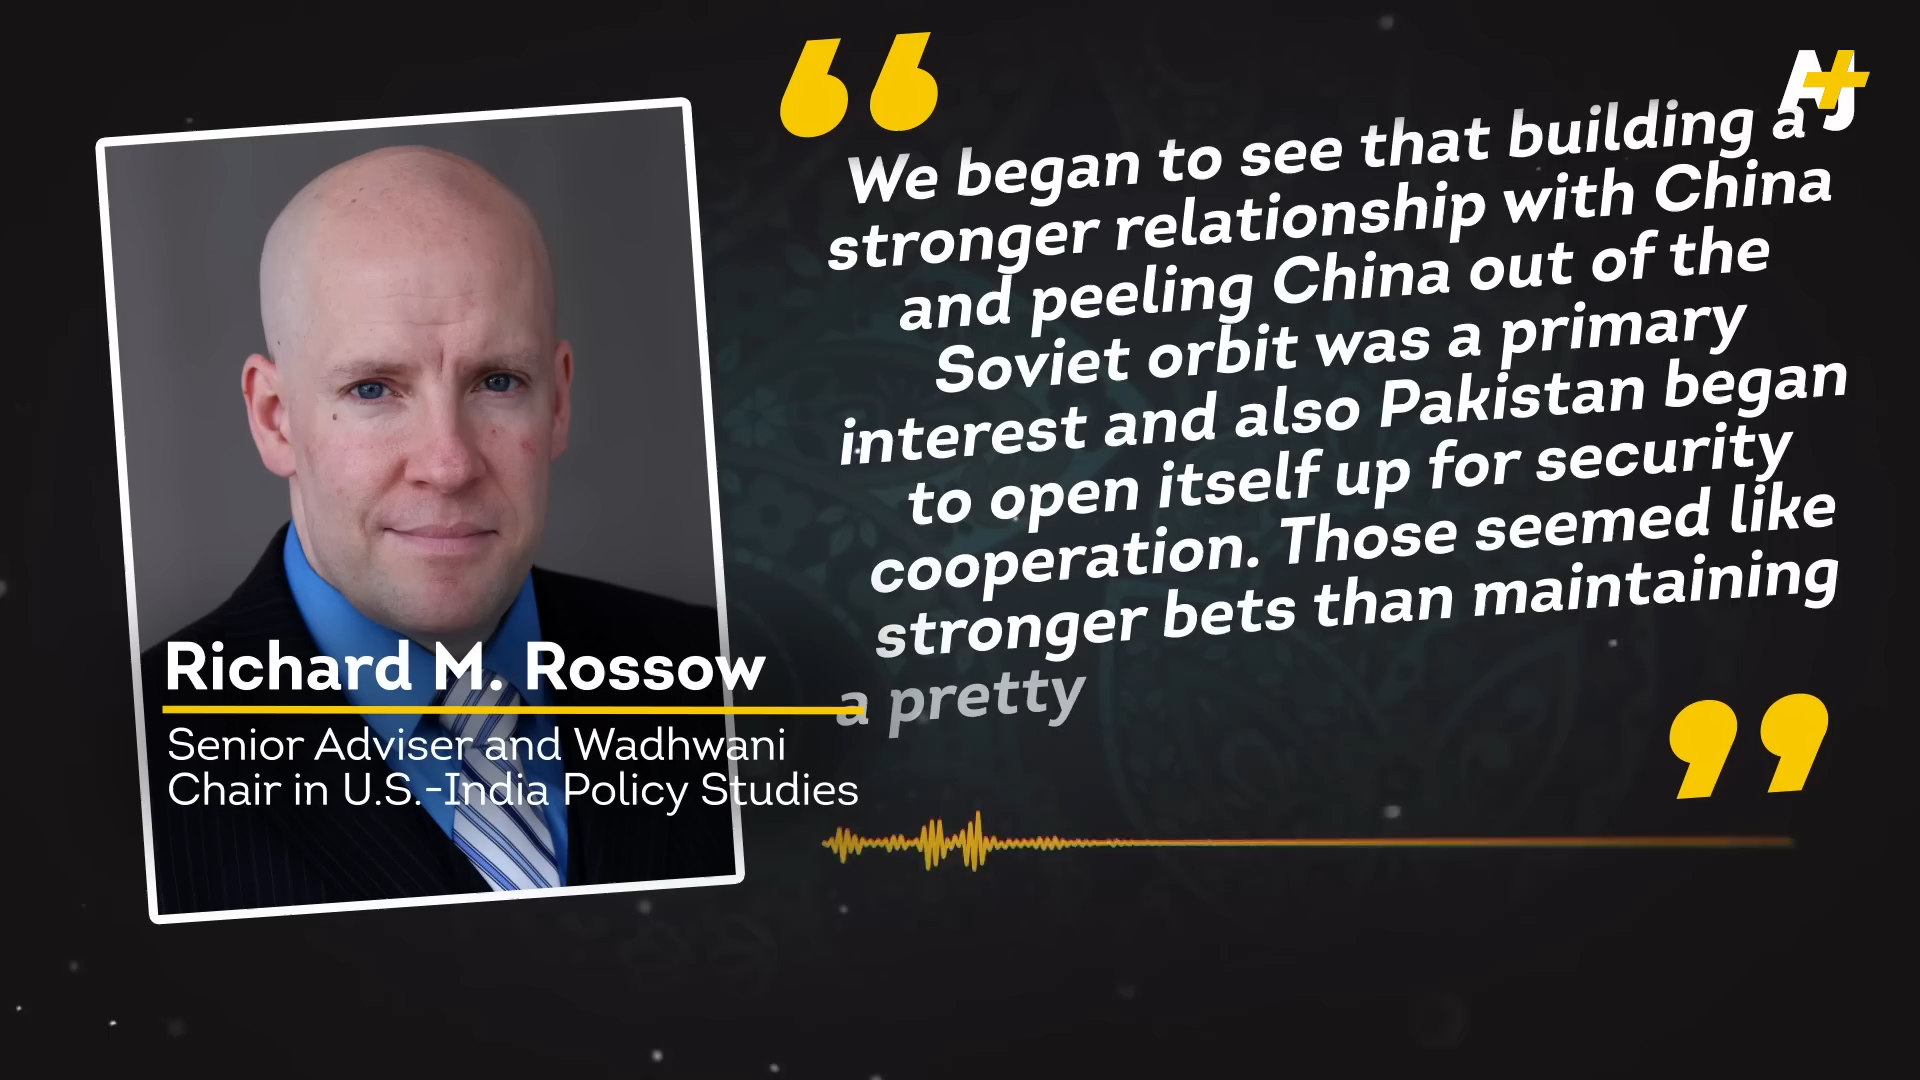 AJ+
“
We began to see that building a
stronger relationship with China
and peeling China out of the
Soviet orbit was a primary
interest and also Pakistan began
to open itself up for security
cooperation. Those seemed like
stronger bets than maintaining
a pretty
”
Richard M. Rossow
Senior Adviser and Wadhwani
Chair in U.S.-India Policy Studies